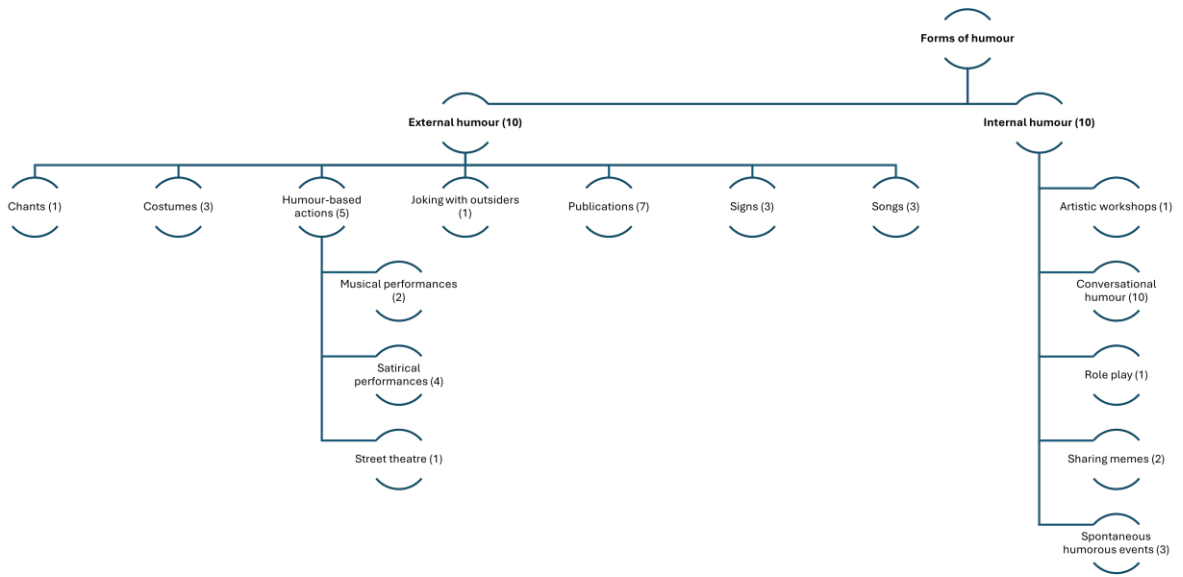 Forms of humour
External humour (10)
Internal humour (10)
Chants (1)
Costumes (3)
Humour-based
actions (5)
Joking with outsiders
(1)
Publications (7)
Signs (3)
Songs (3)
Musical performances
(2)
Satirical
performances (4)
Street theatre (1)
Artistic workshops (1)
Conversational
humour (10)
Role play (1)
Sharing memes (2)
Spontaneous
humorous events (3)